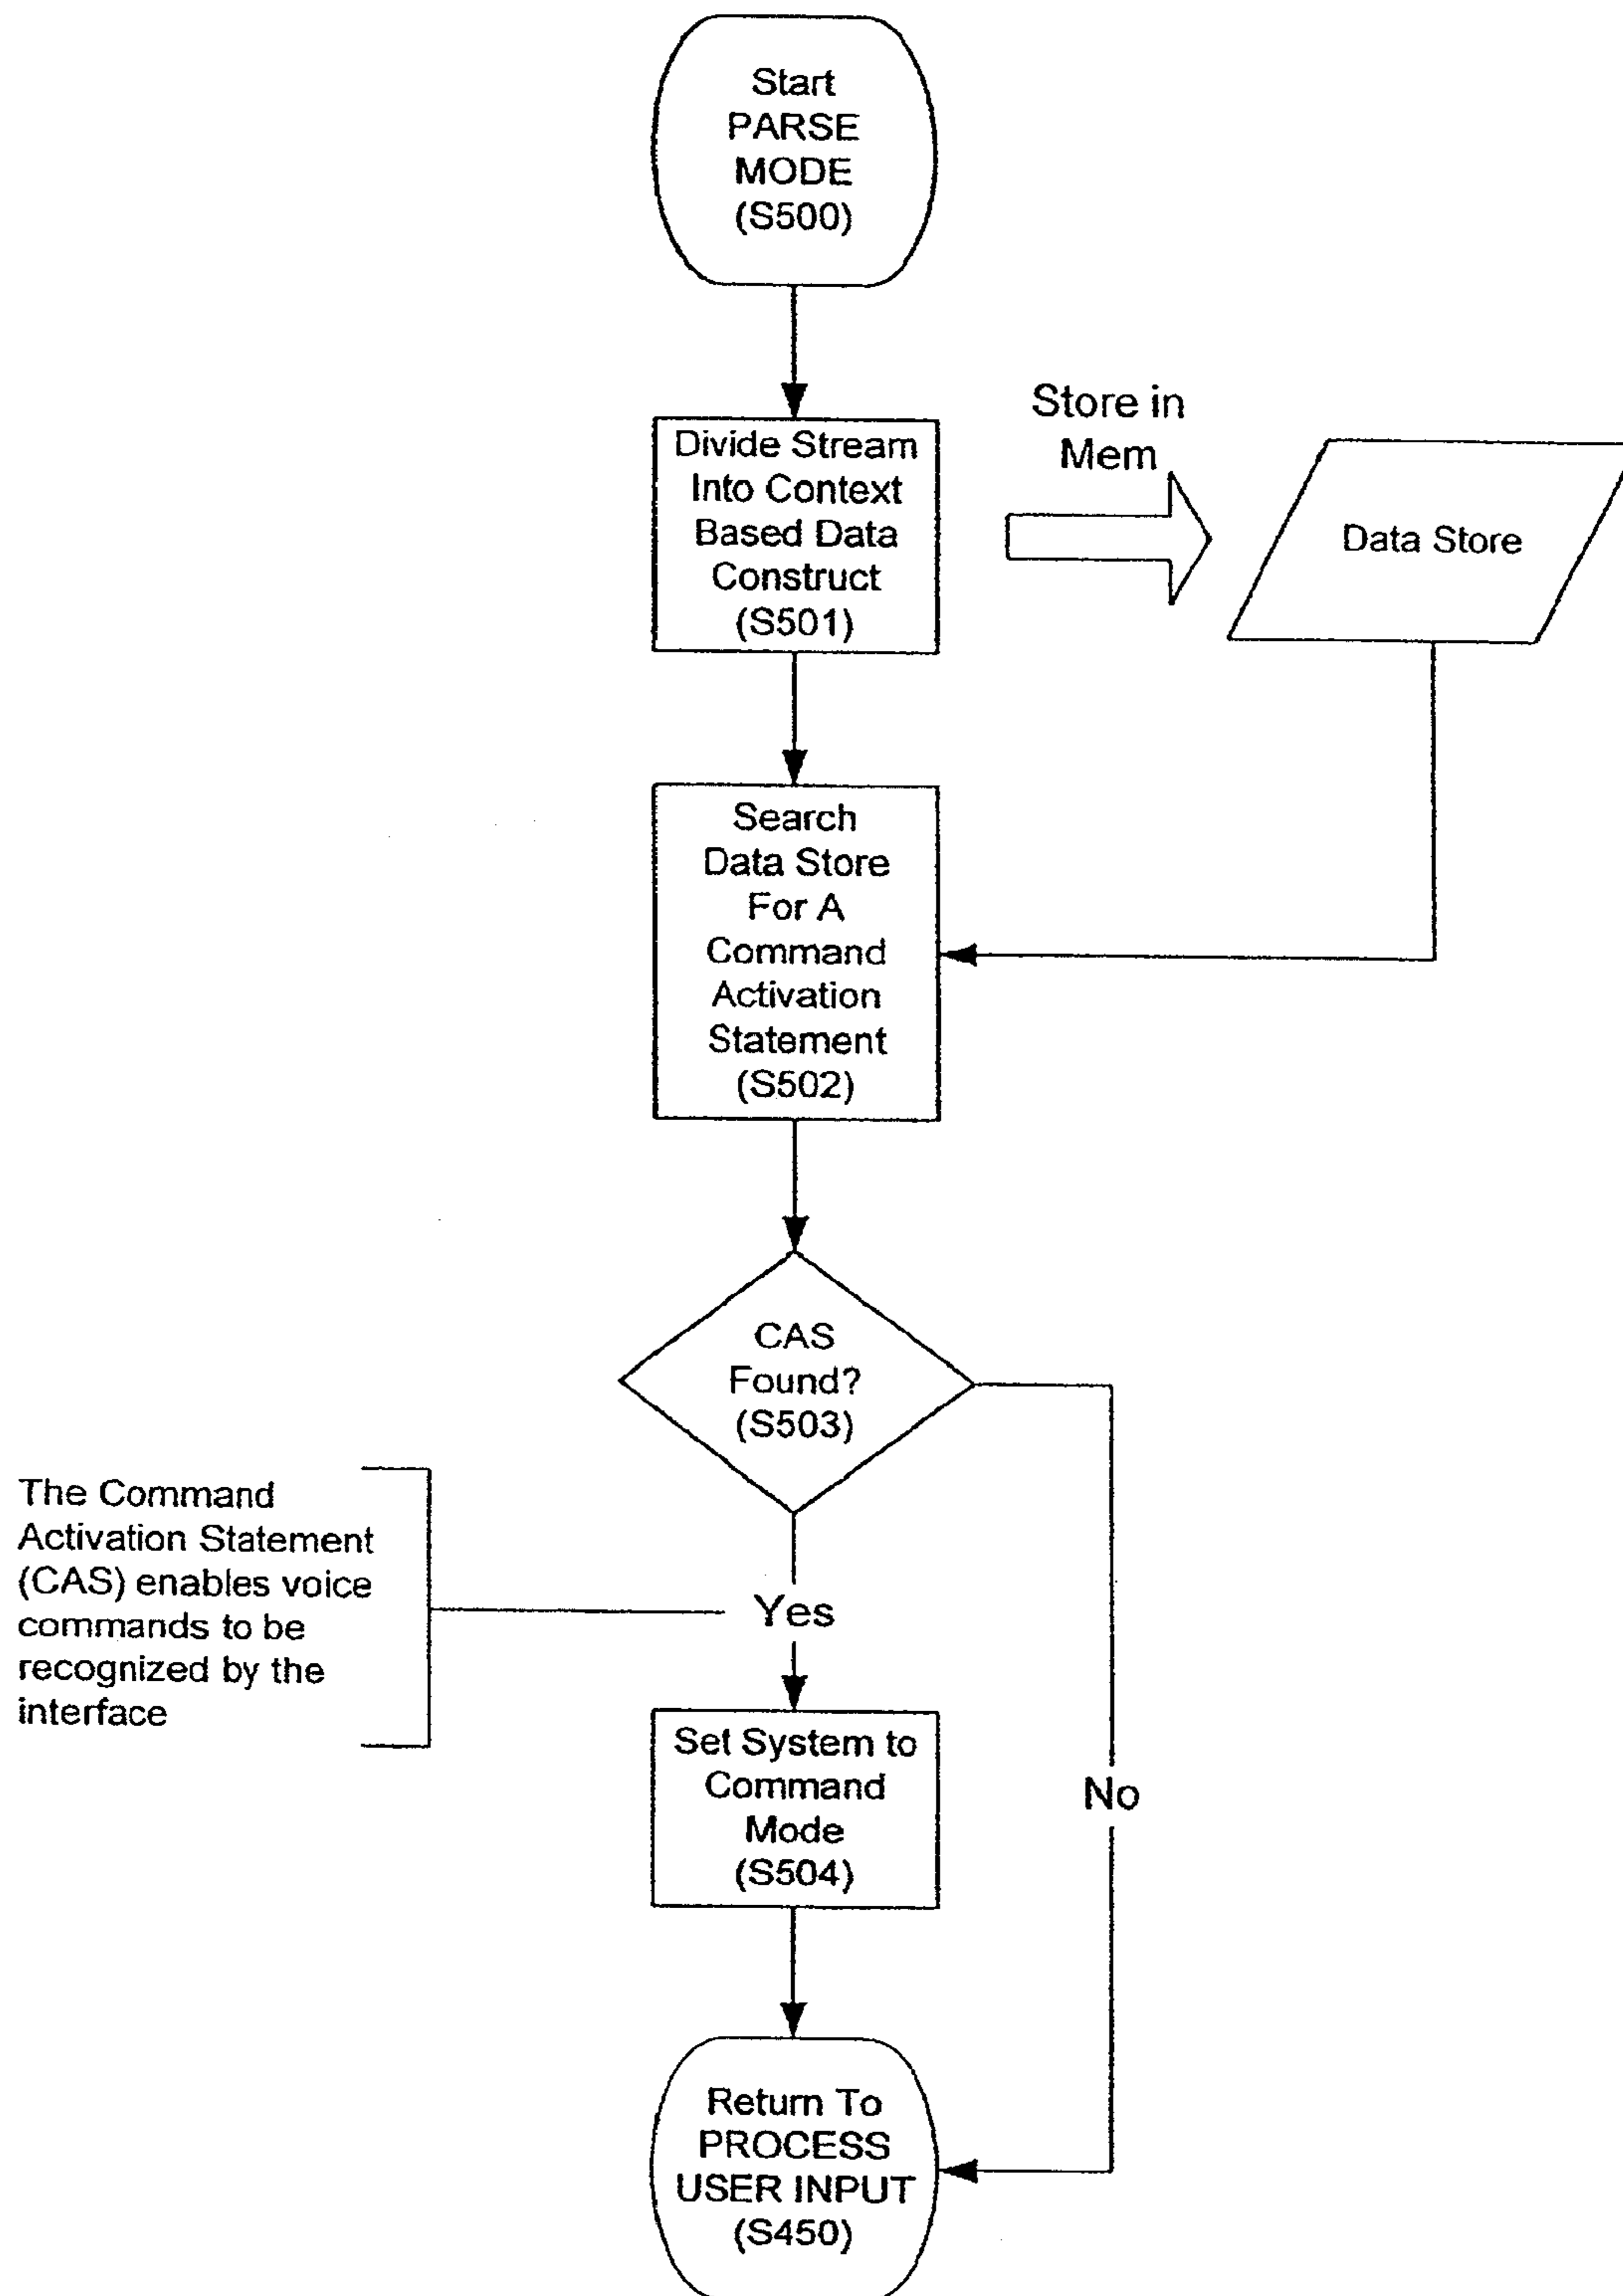 Start
PARSE
MODE
(S500)
Divide Stream
Into Context
Based Data
Construct
(S501)
Store in
Mem
Data Store
Search
Data Store
For A
Command
Activation
Statement
(S502)
CAS
Found?
(S503)
The Command
Activation Statement
(CAS) enables voice
commands to be
recognized by the
interface
Yes
Set System to
Command
Mode
(S504)
No
Return To
PROCESS
USER INPUT
(S450)